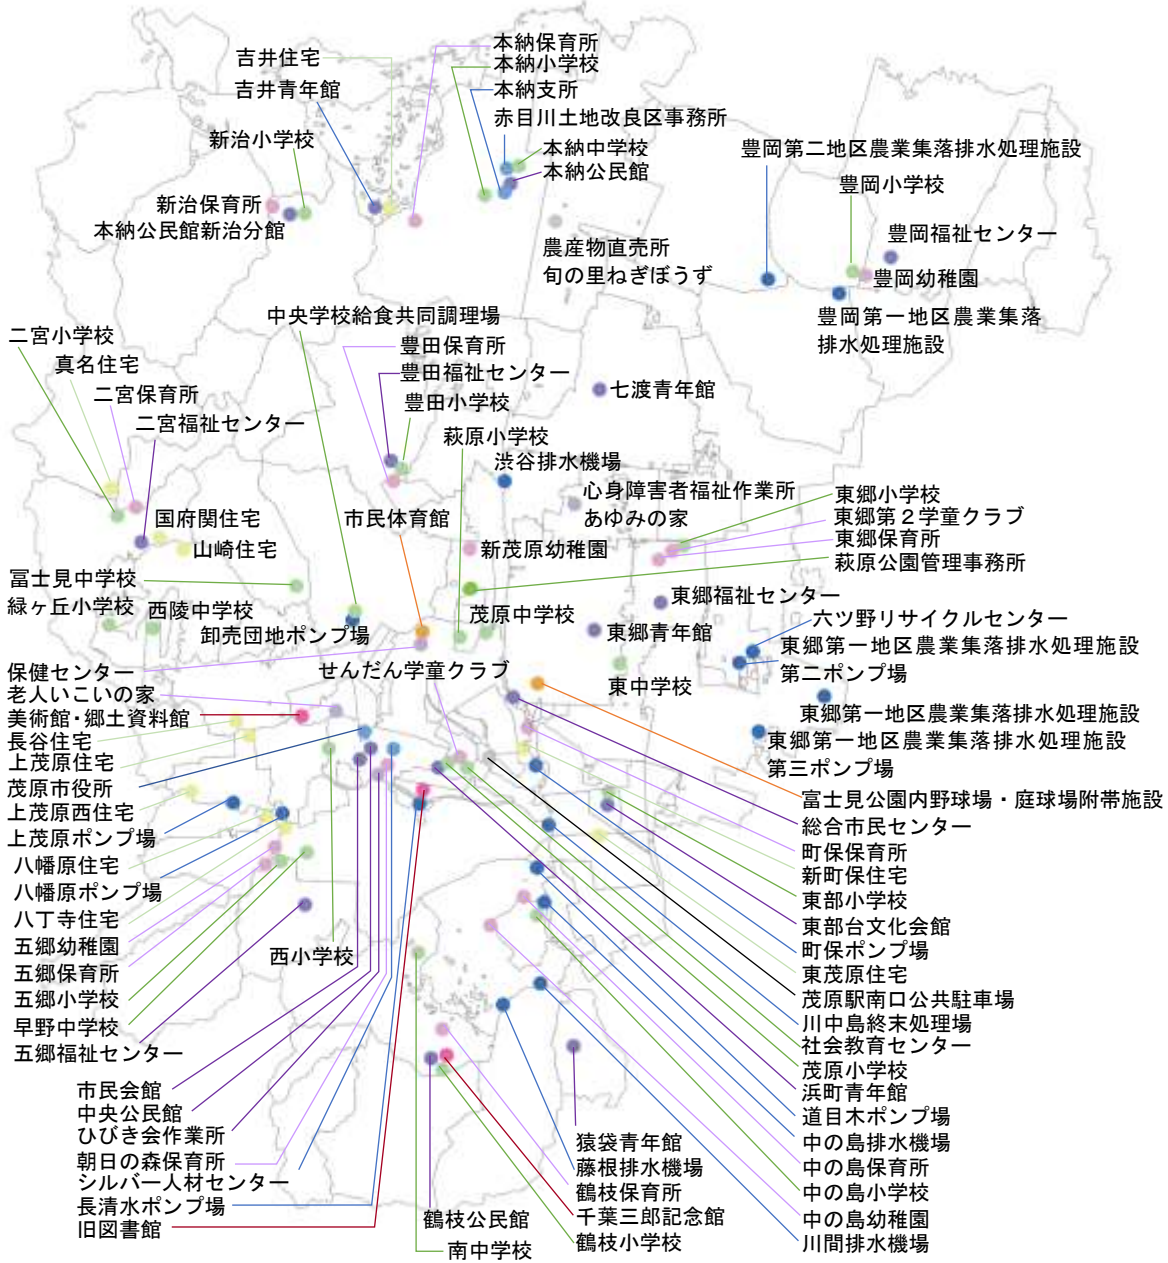 本納保育所
吉井住宅
本納小学校
吉井青年館
本納支所
赤目川土地改良区事務所
新治小学校
本納中学校
本納公民館
豊岡第二地区農業集落排水処理施設
豊岡小学校
新治保育所
本納公民館新治分館
豊岡福祉センター
農産物直売所
旬の里ねぎぼうず
豊岡幼稚園
豊岡第一地区農業集落
排水処理施設
中央学校給食共同調理場
二宮小学校
豊田保育所
真名住宅
豊田福祉センター
七渡青年館
二宮保育所
豊田小学校
二宮福祉センター
萩原小学校
渋谷排水機場
心身障害者福祉作業所
あゆみの家
東郷小学校
東郷第2学童クラブ
東郷保育所
萩原公園管理事務所
国府関住宅
市民体育館
山崎住宅
新茂原幼稚園
冨士見中学校
緑ヶ丘小学校
西陵中学校
茂原中学校
東郷福祉センター
卸売団地ポンプ場
東郷青年館
六ツ野リサイクルセンター
東郷第一地区農業集落排水処理施設
第二ポンプ場
せんだん学童クラブ
東中学校
保健センター
老人いこいの家
美術館・郷土資料館
東郷第一地区農業集落排水処理施設
長谷住宅
東郷第一地区農業集落排水処理施設
第三ポンプ場
上茂原住宅
茂原市役所
上茂原西住宅
上茂原ポンプ場
八幡原住宅
八幡原ポンプ場
八丁寺住宅
五郷幼稚園
五郷保育所
五郷小学校
早野中学校
五郷福祉センター
西小学校
富士見公園内野球場・庭球場附帯施設
総合市民センター
町保保育所
新町保住宅
東部小学校
東部台文化会館
町保ポンプ場
東茂原住宅
茂原駅南口公共駐車場
川中島終末処理場
社会教育センター
茂原小学校
浜町青年館
道目木ポンプ場
中の島排水機場
中の島保育所
中の島小学校
中の島幼稚園
川間排水機場
市民会館
中央公民館
ひびき会作業所
朝日の森保育所
シルバー人材センター
長清水ポンプ場
旧図書館
猿袋青年館
藤根排水機場
鶴枝保育所
千葉三郎記念館
鶴枝小学校
鶴枝公民館
南中学校